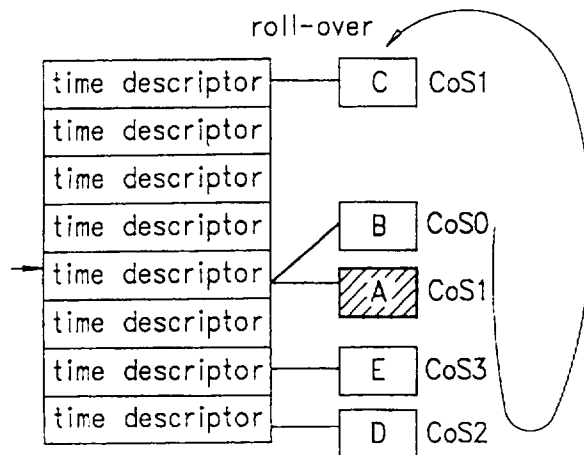 roll-over
time descriptor C CoS1
time descriptor
time descriptor
time descriptor B CoS0
time descriptor A CoS1
time descriptor
time descriptor E CoS3
time descriptor D CoS2